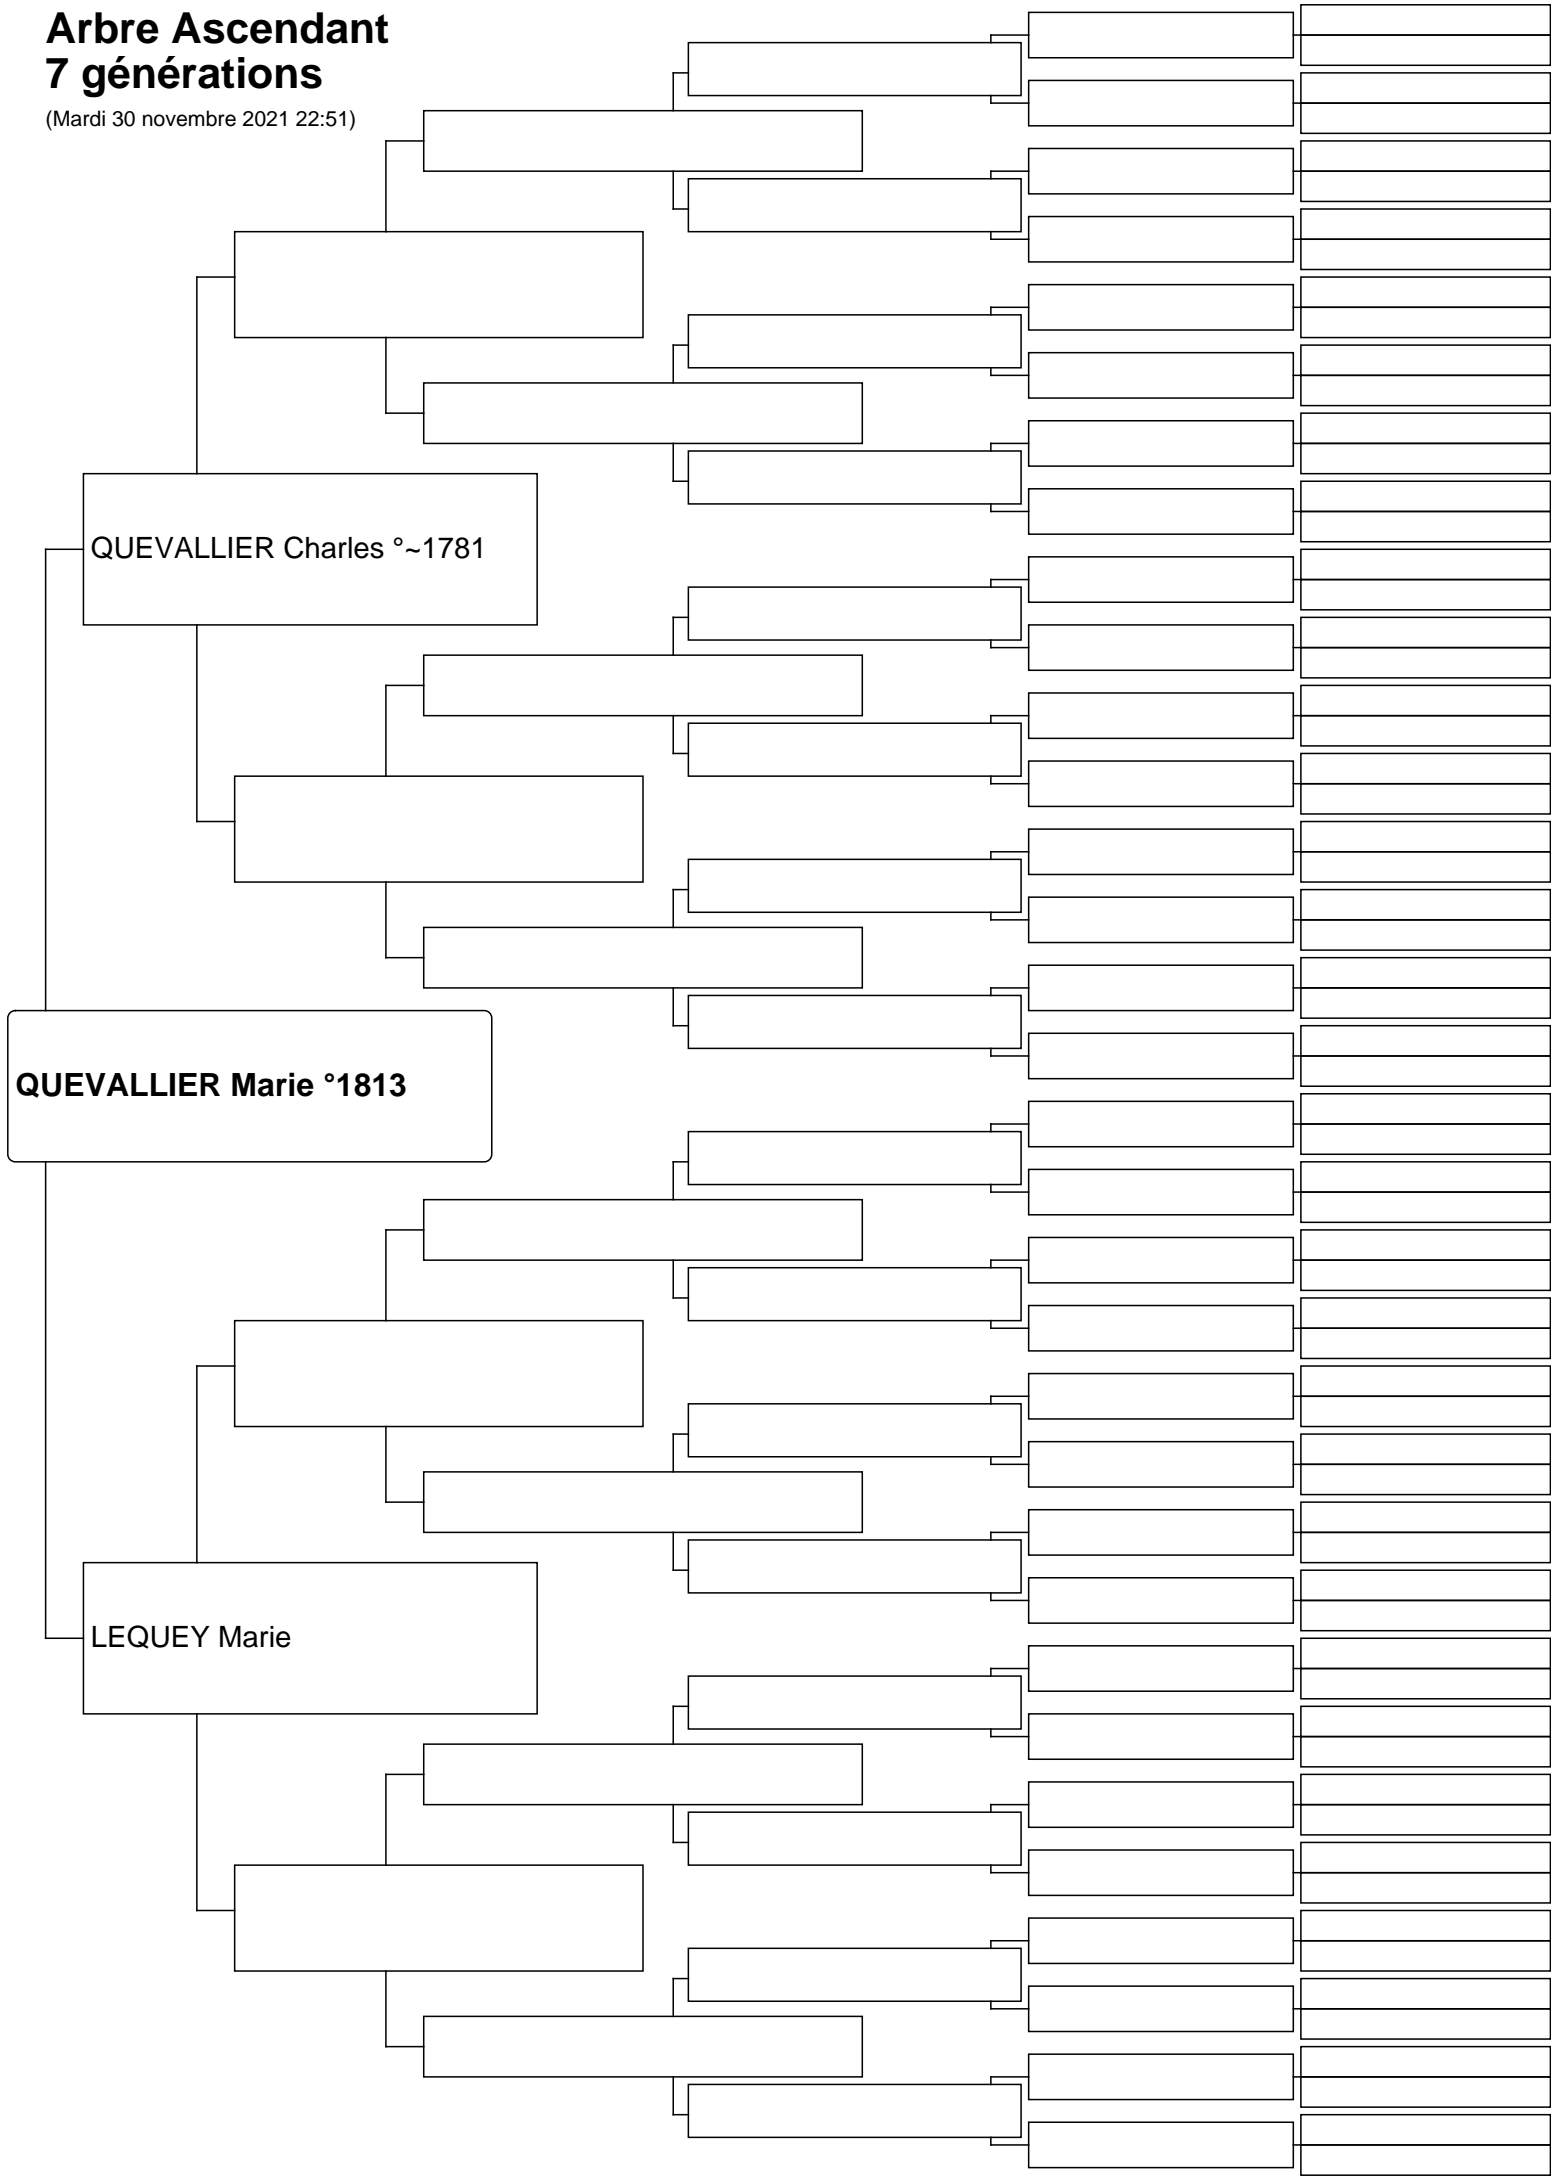 Arbre Ascendant
7 générations
(Mardi 30 novembre 2021 22:51)
QUEVALLIER Charles °~1781
QUEVALLIER Marie °1813
LEQUEY Marie